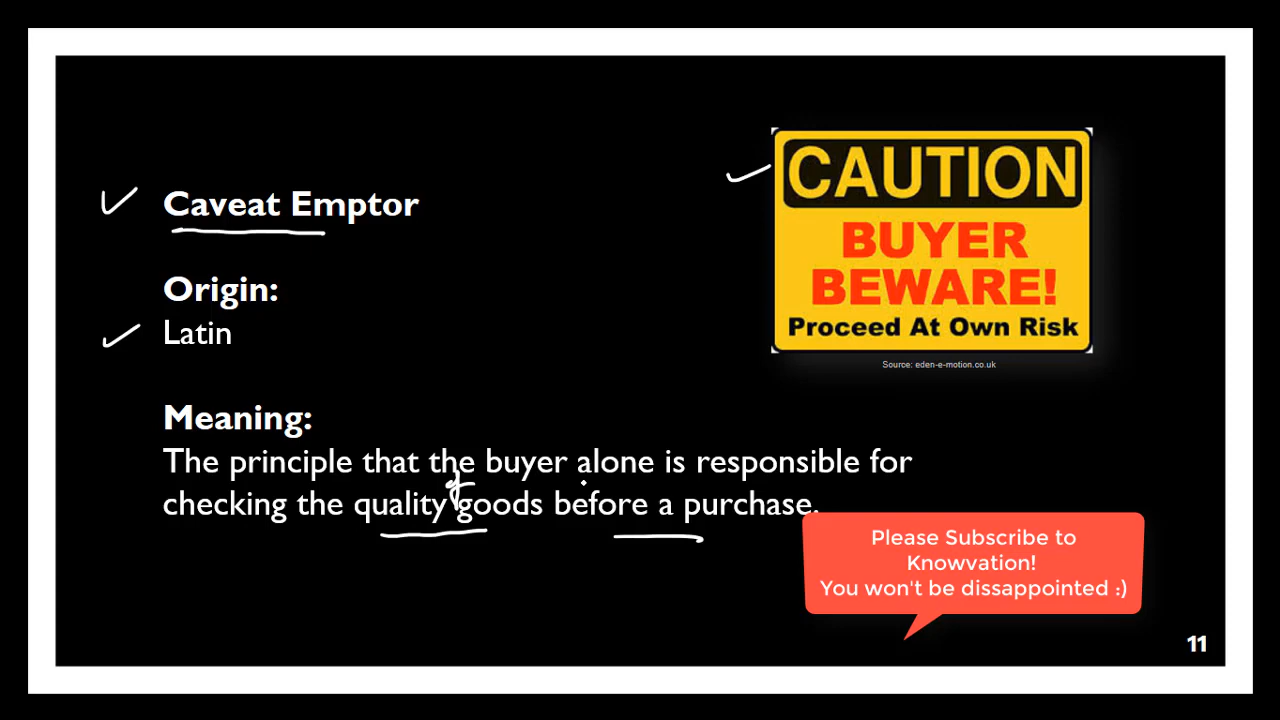 Caveat Emptor
Origin:
Latin
Meaning:
The principle that the buyer alone is responsible for
of
checking the quality goods before a purchase.
CAUTION
BUYER
BEWARE!
Proceed At Own Risk
Source: eden-e-motion.co.uk
Please Subscribe to
Knowvation!
You won't be dissappointed :)
11